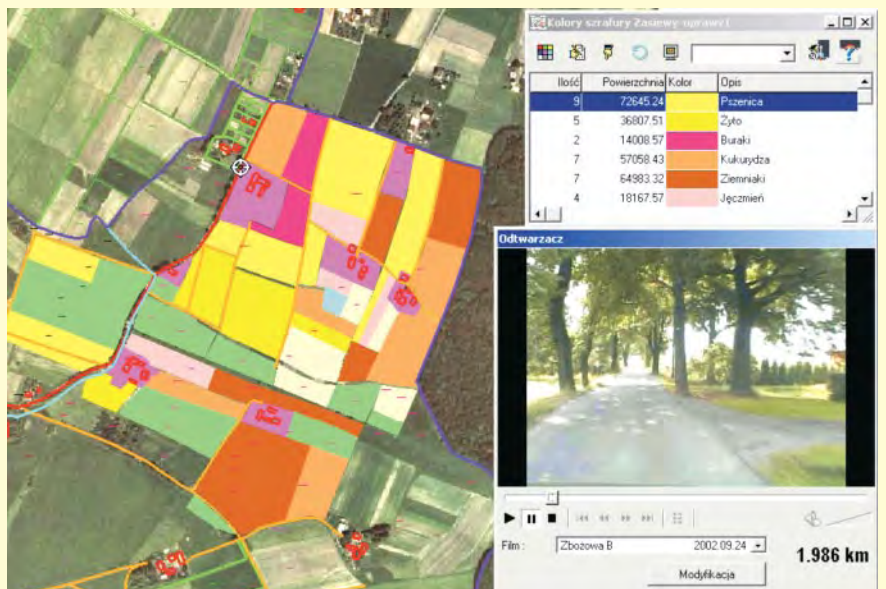 Kolory szrafury Zasiewy uprawy1
Ilość Powierzchnia Kolor Opis
9 72645.24 Pszenica
5 36807.51 Żyto
2 14008.57 Buraki
7 57058.43 Kukurydza
7 64983.32 Ziemniaki
4 18167.57 Jęczmień
Odtwarzacz
Film : Zbożowa B 2002.09.24
1.986 km
Modyfikacja